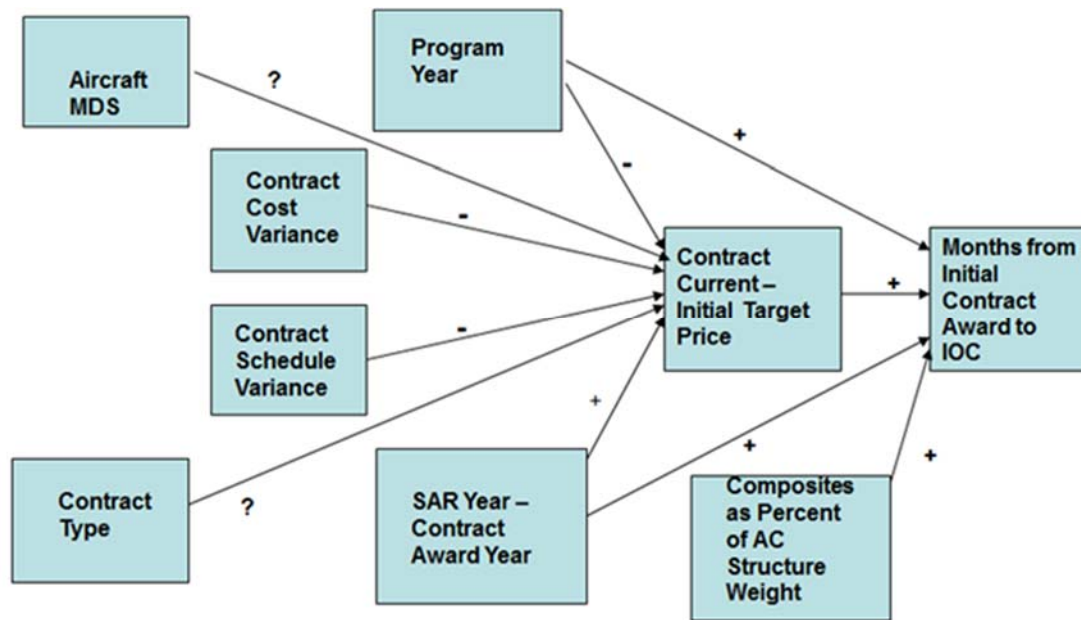 Aircraft
MDS
?
Program
Year
+
-
Contract
Cost
Variance
-
Contract
Current –
Initial Target
Price
+
Months from
Initial
Contract
Award to
IOC
Contract
Schedule
Variance
-
+
+
+
Contract
Type
?
SAR Year –
Contract
Award Year
Composites
as Percent
of AC
Structure
Weight